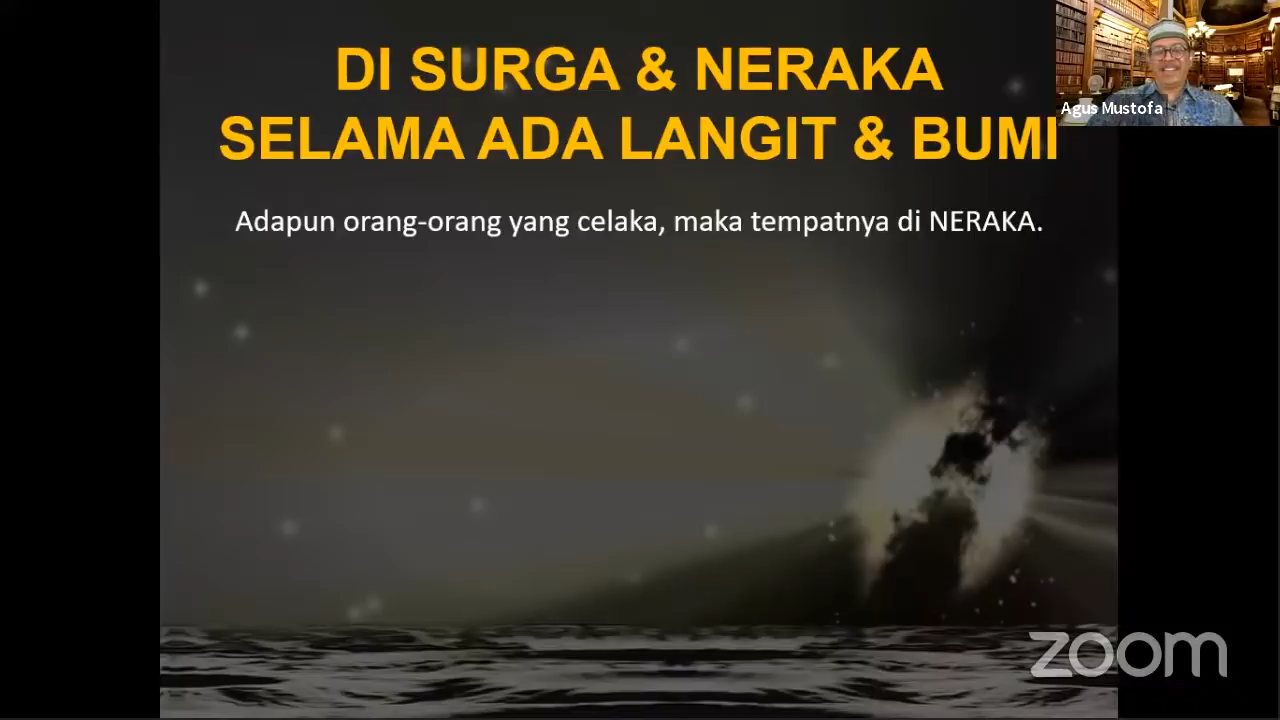 DI SURGA & NERAKA
SELAMA ADA LANGIT & BUMI
Agus Mustofa
Adapun orang-orang yang celaka, maka tempatnya di NERAKA.
zoom